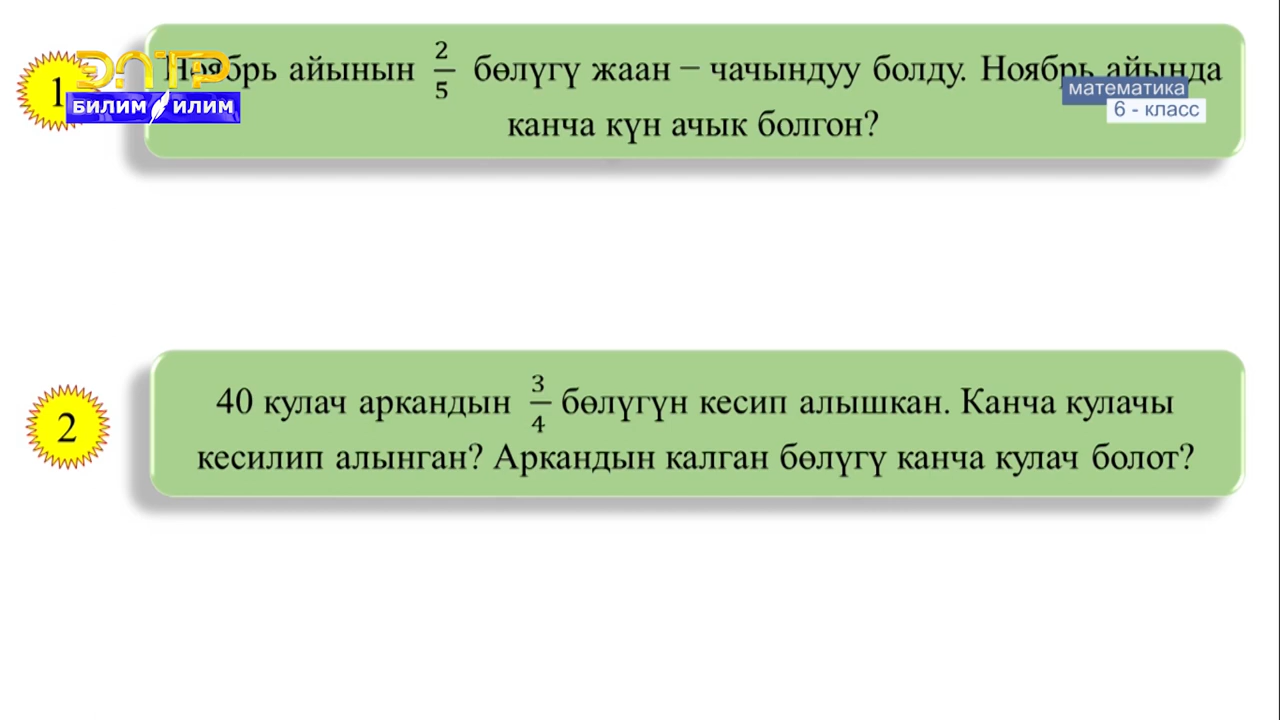 ЭЛТР
БИЛИМ ИЛИМ
1
Ноябрь айынын 2/5 бөлүгү жаан – чачындуу болду. Ноябрь айында
канча күн ачык болгон?
математика
6 - класс
2
40 кулач аркандын 3/4 бөлүгүн кесип алышкан. Канча кулачы
кесилип алынган? Аркандын калган бөлүгү канча кулач болот?